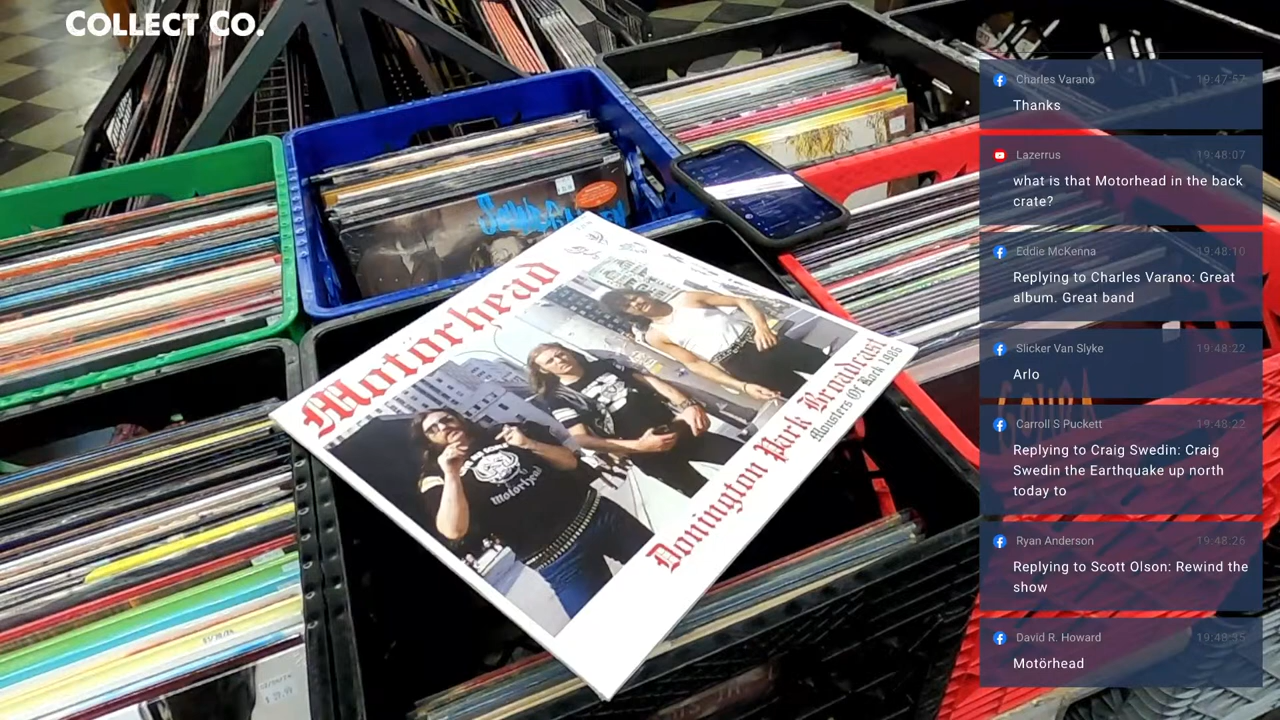 COLLECT CO.
Charles Varano 19:47:57
Thanks
Lazerrus 19:48:07
what is that Motorhead in the back
crate?
Eddie McKenna 19:48:10
Replying to Charles Varano: Great
album. Great band
Slicker Van Slyke 19:48:22
Arlo
Carroll S Puckett 19:48:22
Replying to Craig Swedin: Craig
Swedin the Earthquake up north
today to
Ryan Anderson 19:48:26
Replying to Scott Olson: Rewind the
show
David R. Howard 19:48:35
Motörhead
Motörhead
Motörhead
Donington Park Broadcast
Monsters Of Rock 1986